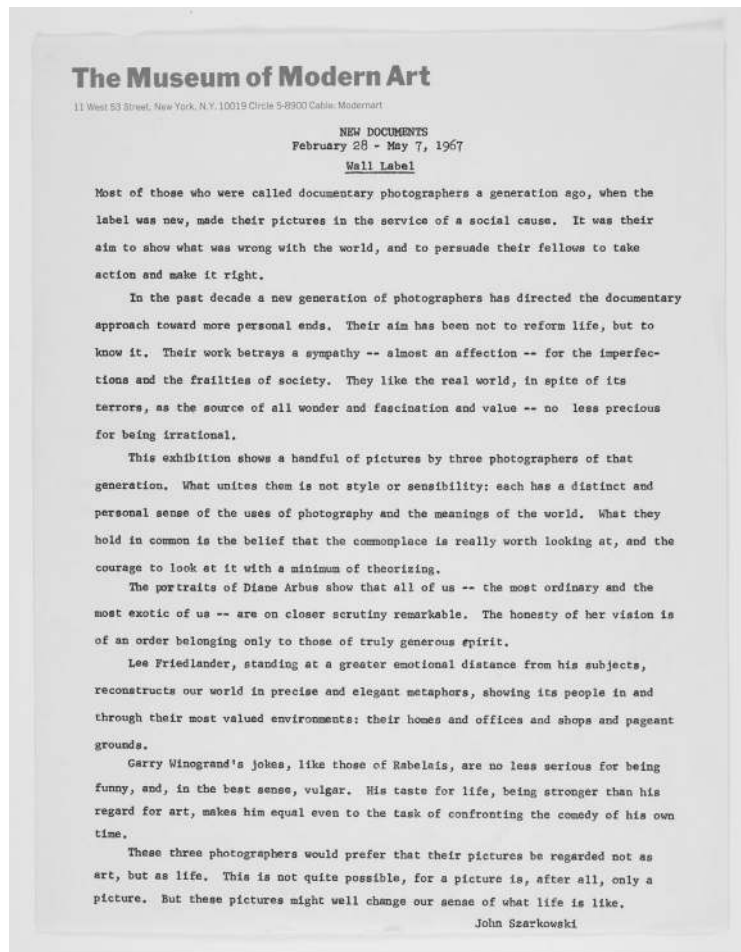 The Museum of Modern Art
11 West 53 Street, New York, N.Y. 10019 Circle 5-8900 Cable: Modernart
NEW DOCUMENTS
February 28 - May 7, 1967
Wall Label
Most of those who were called documentary photographers a generation ago, when the
label was new, made their pictures in the service of a social cause. It was their
aim to show what was wrong with the world, and to persuade their fellows to take
action and make it right.
In the past decade a new generation of photographers has directed the documentary
approach toward more personal ends. Their aim has been not to reform life, but to
know it. Their work betrays a sympathy -- almost an affection -- for the imperfec-
tions and the frailties of society. They like the real world, in spite of its
terrors, as the source of all wonder and fascination and value -- no less precious
for being irrational.
This exhibition shows a handful of pictures by three photographers of that
generation. What unites them is not style or sensibility: each has a distinct and
personal sense of the uses of photography and the meanings of the world. What they
hold in common is the belief that the commonplace is really worth looking at, and the
courage to look at it with a minimum of theorizing.
The portraits of Diane Arbus show that all of us -- the most ordinary and the
most exotic of us -- are on closer scrutiny remarkable. The honesty of her vision is
of an order belonging only to those of truly generous spirit.
Lee Friedlander, standing at a greater emotional distance from his subjects,
reconstructs our world in precise and elegant metaphors, showing its people in and
through their most valued environments: their homes and offices and shops and pageant
grounds.
Garry Winogrand's jokes, like those of Rabelais, are no less serious for being
funny, and, in the best sense, vulgar. His taste for life, being stronger than his
regard for art, makes him equal even to the task of confronting the comedy of his own
time.
These three photographers would prefer that their pictures be regarded not as
art, but as life. This is not quite possible, for a picture is, after all, only a
picture. But these pictures might well change our sense of what life is like.
John Szarkowski